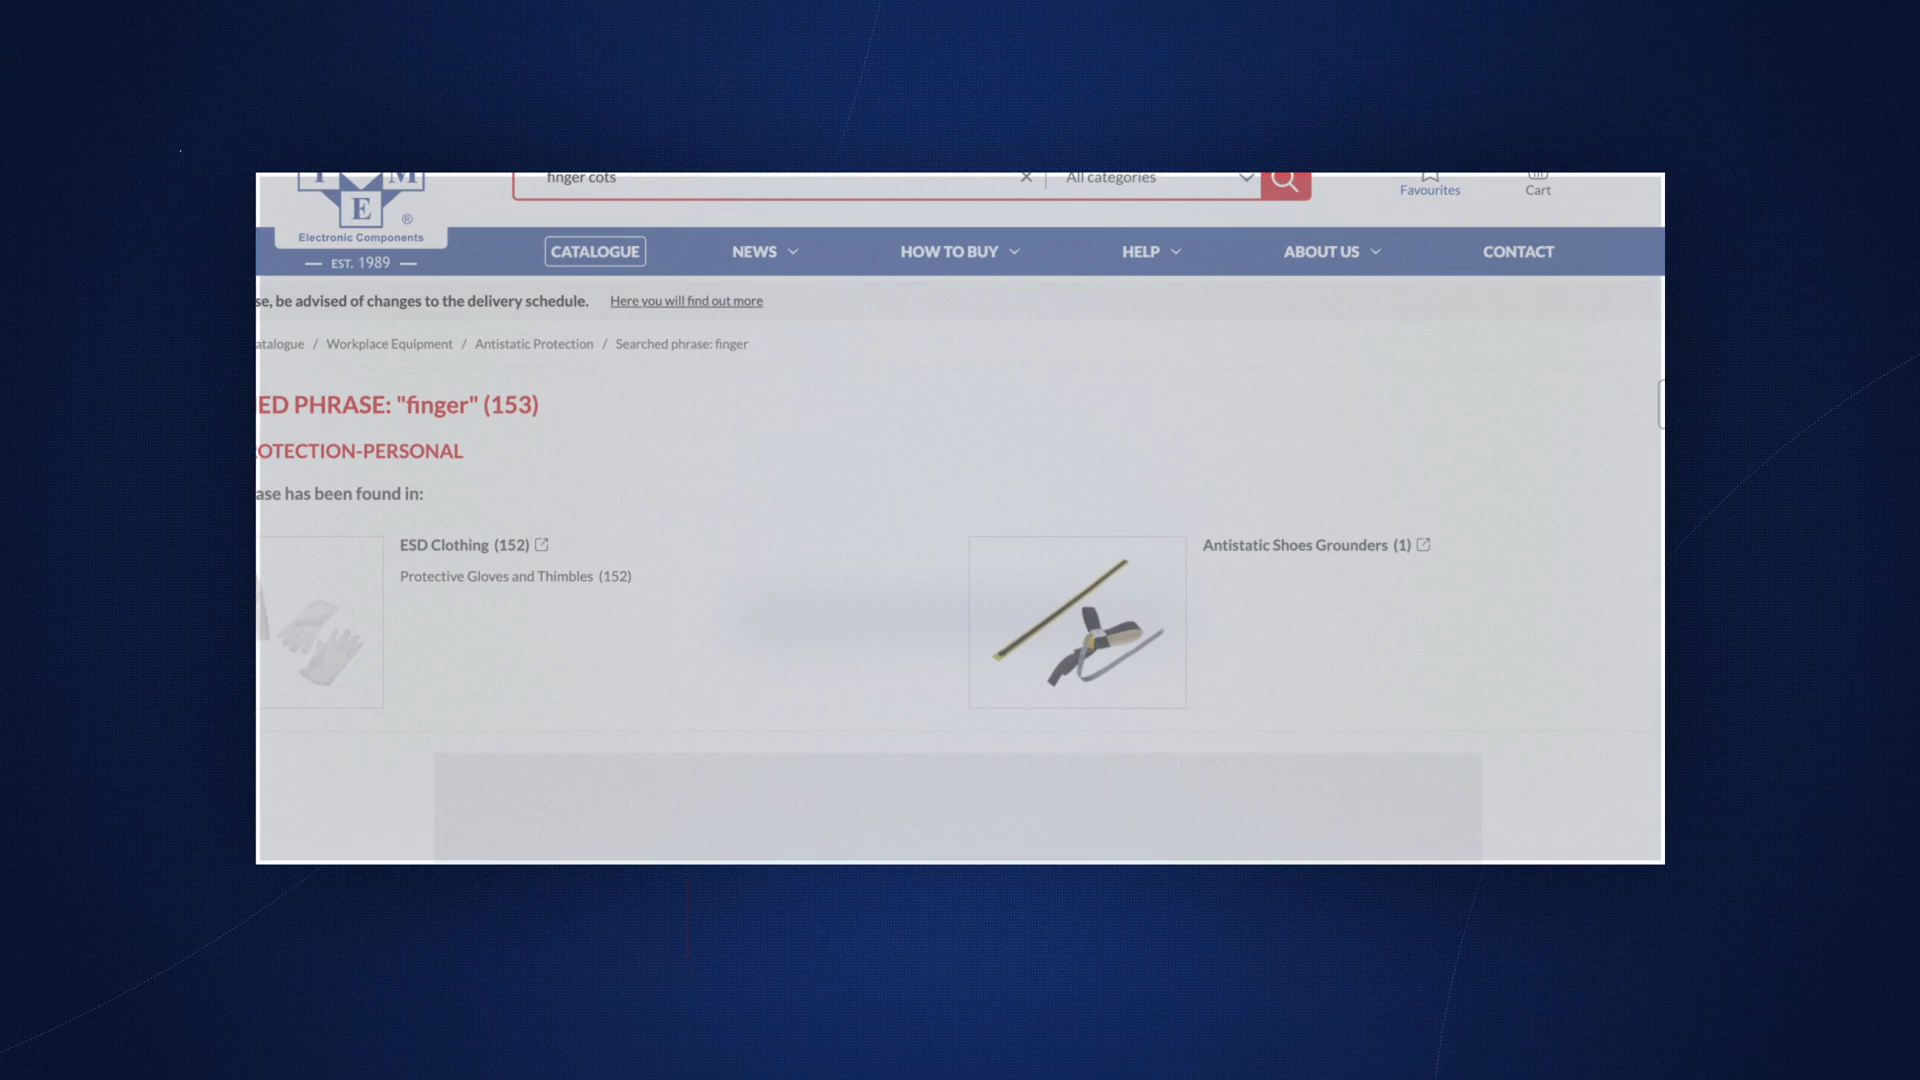 T M
E ®
Electronic Components
EST. 1989
finger cots
All categories
Favourites
Cart
CATALOGUE
NEWS
HOW TO BUY
HELP
ABOUT US
CONTACT
se, be advised of changes to the delivery schedule. Here you will find out more
atalogue / Workplace Equipment / Antistatic Protection / Searched phrase: finger
ED PHRASE: "finger" (153)
ROTECTION-PERSONAL
ase has been found in:
ESD Clothing (152)
Protective Gloves and Thimbles (152)
Antistatic Shoes Grounders (1)